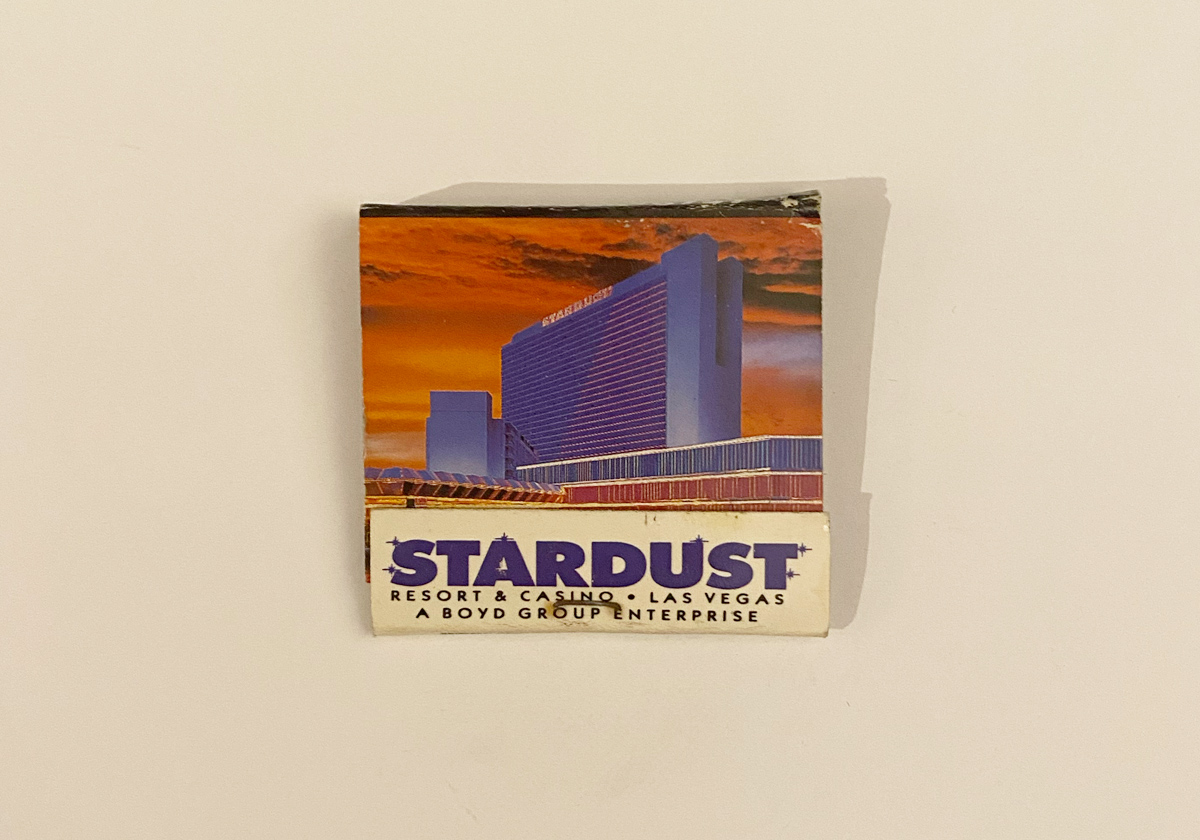 STARDUST
STARDUST
RESORT & CASINO • LAS VEGAS
A BOYD GROUP ENTERPRISE